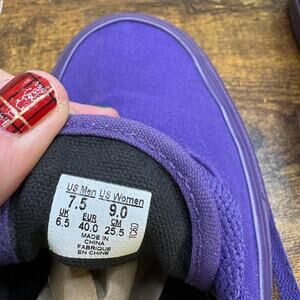 US Men US Women
7.5 9.0
UK EUR CM
6.5 40.0 25.5
MADE IN
CHINA
FABRIQUE
EN CHINE